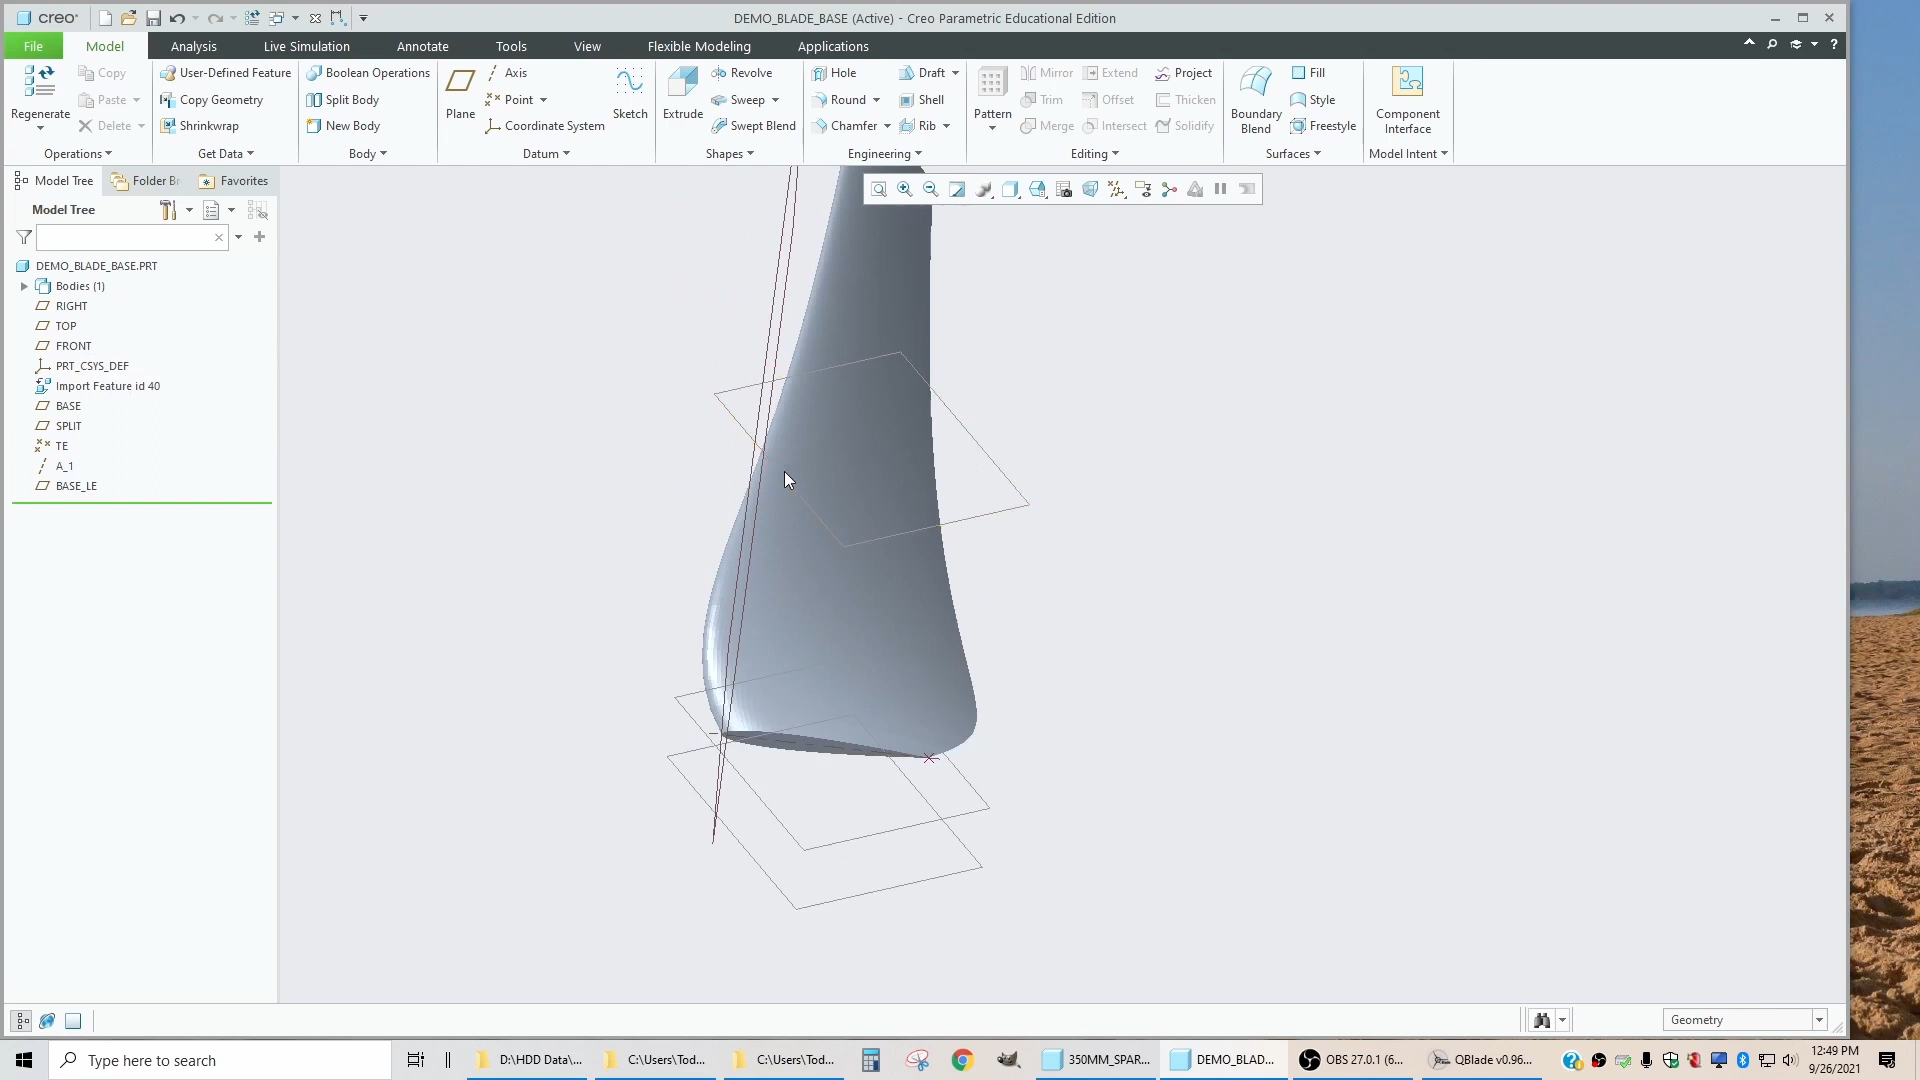 creo
DEMO_BLADE_BASE (Active) - Creo Parametric Educational Edition
File Model Analysis Live Simulation Annotate Tools View Flexible Modeling Applications
Regenerate
Copy
Paste
Delete
Operations
User-Defined Feature
Copy Geometry
Shrinkwrap
Get Data
Boolean Operations
Split Body
New Body
Body
Plane
Axis
Point
Coordinate System
Sketch
Datum
Extrude
Revolve
Sweep
Swept Blend
Shapes
Hole
Round
Chamfer
Draft
Shell
Rib
Engineering
Pattern
Mirror
Trim
Merge
Extend
Offset
Intersect
Project
Thicken
Solidify
Editing
Boundary
Blend
Fill
Style
Freestyle
Surfaces
Component
Interface
Model Intent
Model Tree Folder Br Favorites
Model Tree
DEMO_BLADE_BASE.PRT
Bodies (1)
RIGHT
TOP
FRONT
PRT_CSYS_DEF
Import Feature id 40
BASE
SPLIT
TE
A_1
BASE_LE
Geometry
Type here to search
D:\HDD Data\...
C:\Users\Tod...
C:\Users\Tod...
350MM_SPAR...
DEMO_BLAD...
OBS 27.0.1 (6...
QBlade v0.96...
12:49 PM
9/26/2021